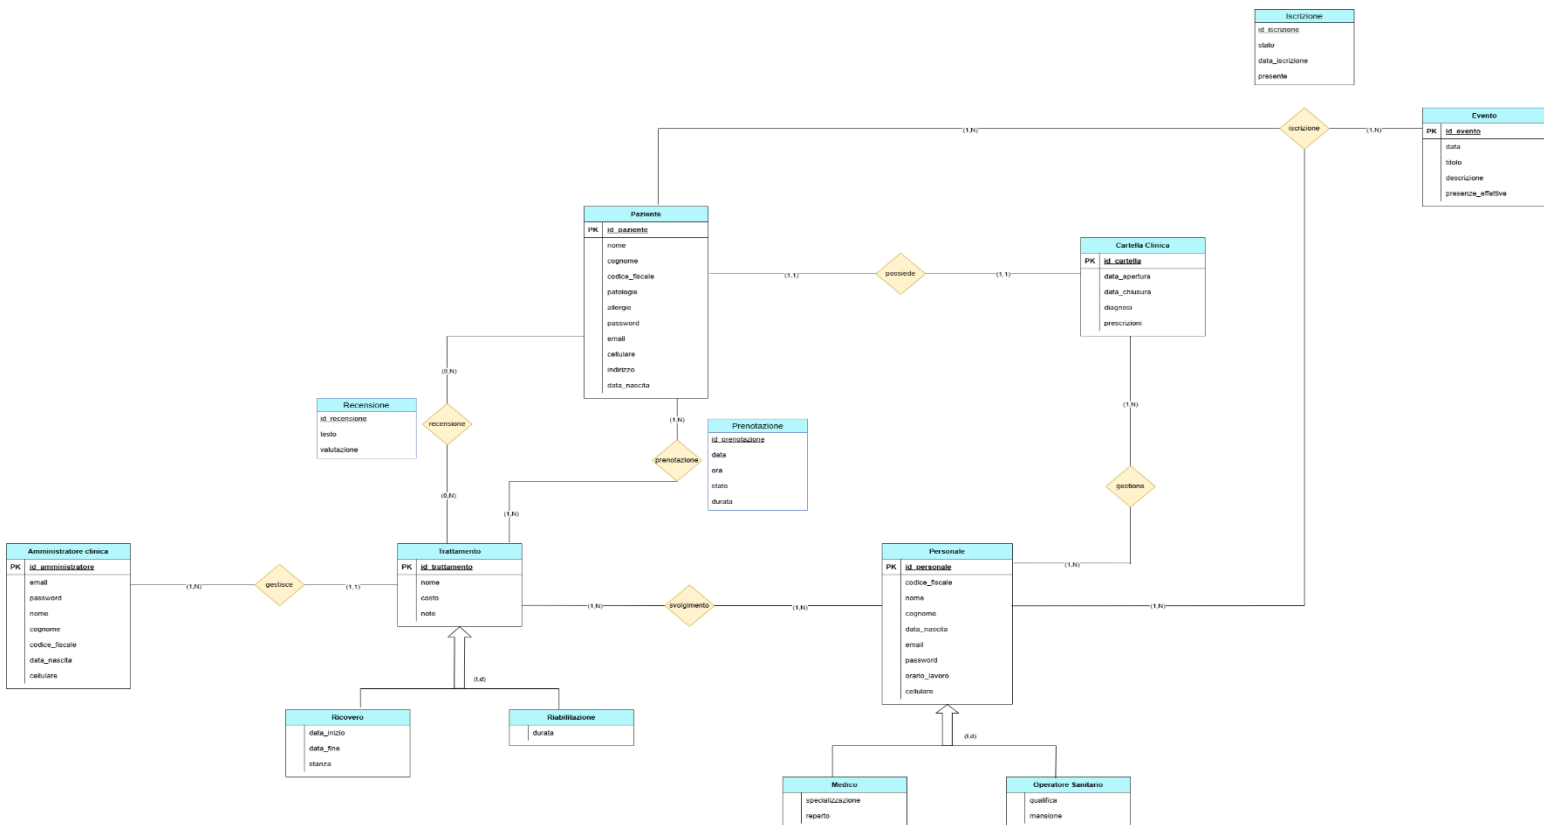 Iscrizione
id_iscrizione
stato
data_iscrizione
presente
Evento
PK id_evento
data
titolo
descrizione
presenze_effettive
iscrizione
(1,N)
(1,N)
Paziente
PK id_paziente
nome
cognome
codice_fiscale
patologia
allergie
password
email
cellulare
indirizzo
data_nascita
(1,1)
possiede
(1,1)
Cartella Clinica
PK id_cartella
data_apertura
data_chiusura
diagnosi
prescrizioni
(0,N)
Recensione
id_recensione
testo
valutazione
recensione
(1,N)
prenotazione
Prenotazione
id_prenotazione
data
ora
stato
durata
(1,N)
gestione
(0,N)
(1,N)
(1,N)
Amministratore clinica
PK id_amministratore
email
password
nome
cognome
codice_fiscale
data_nascita
cellulare
(1,N)
gestisce
(1,1)
Trattamento
PK id_trattamento
nome
costo
note
(1,N)
svolgimento
(1,N)
Personale
PK id_personale
codice_fiscale
nome
cognome
data_nascita
email
password
orario_lavoro
cellulare
(1,N)
(t,d)
Ricovero
data_inizio
data_fine
stanza
Riabilitazione
durata
(t,d)
Medico
specializzazione
reparto
Operatore Sanitario
qualifica
mansione